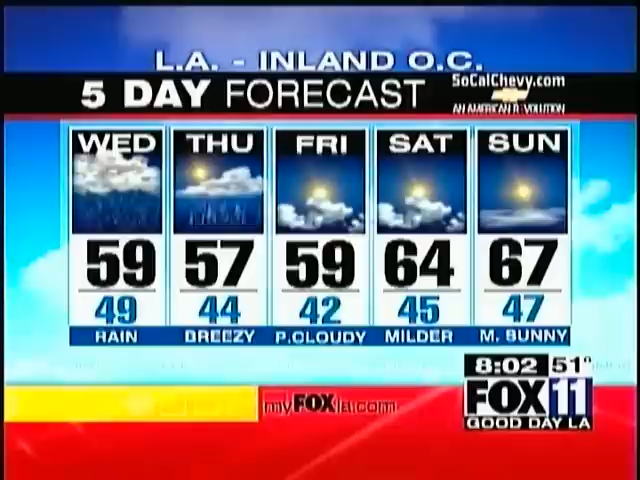 L.A. - INLAND O.C.
5 DAY FORECAST
SoCalChevy.com
AN AMERICAN REVOLUTION
WED THU FRI SAT SUN
59 57 59 64 67
49 44 42 45 47
RAIN BREEZY P.CLOUDY MILDER M. SUNNY
8:02 51°
myFOXla.com
FOX 11
GOOD DAY LA